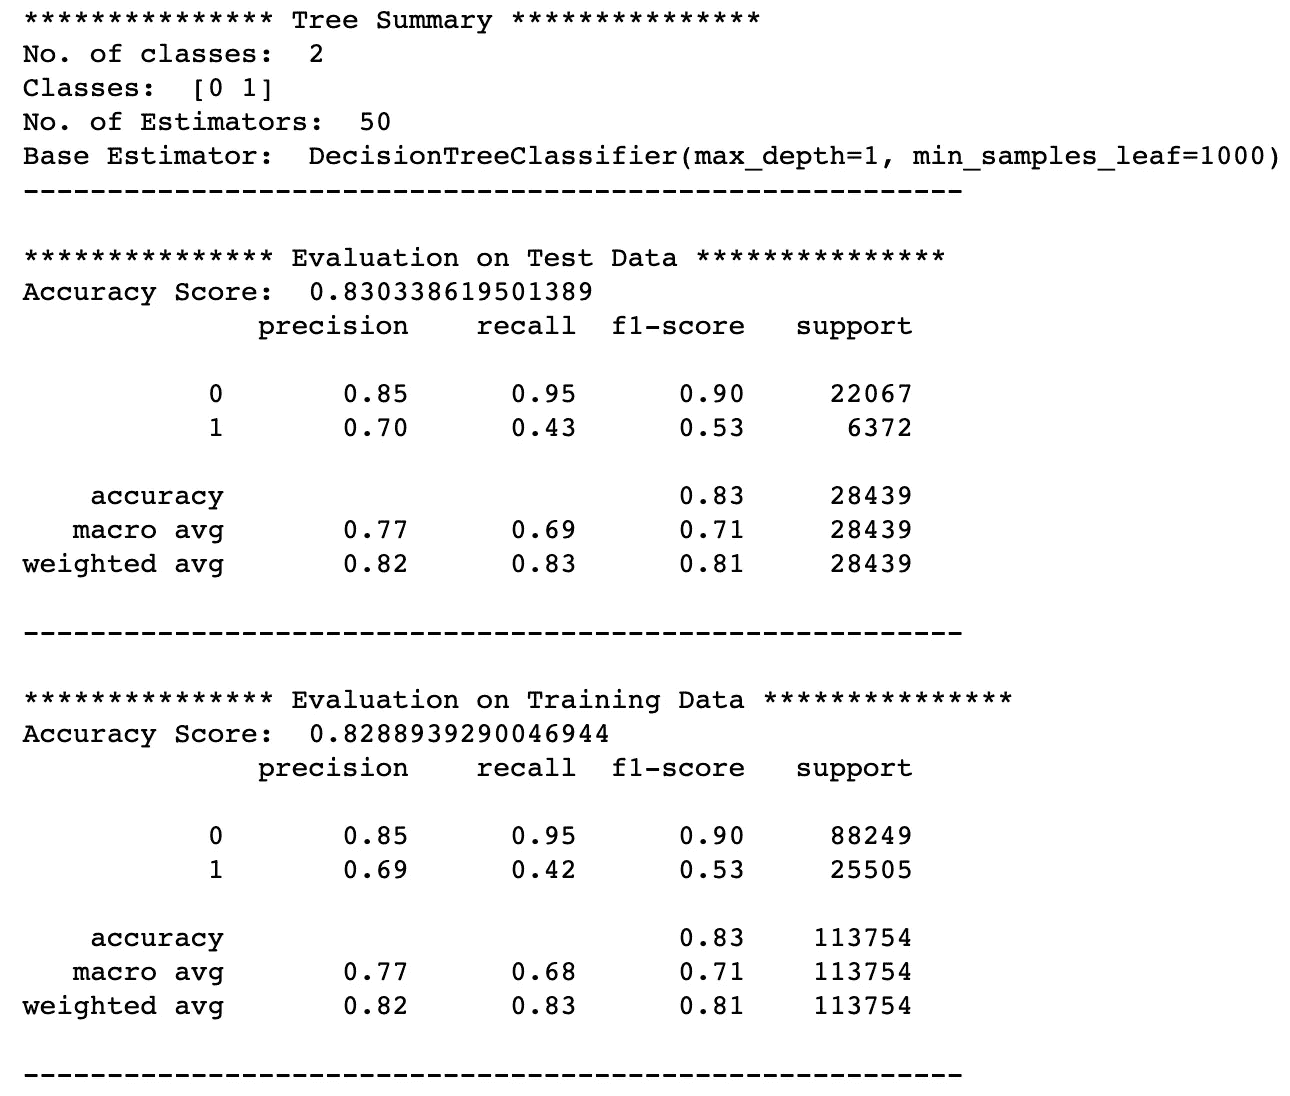 *************** Tree Summary ***************
No. of classes:  2
Classes:  [0 1]
No. of Estimators:  50
Base Estimator:  DecisionTreeClassifier(max_depth=1, min_samples_leaf=1000)
--------------------------------------------------------
*************** Evaluation on Test Data ***************
Accuracy Score:  0.830338619501389
              precision    recall  f1-score   support
           0       0.85      0.95      0.90     22067
           1       0.70      0.43      0.53      6372
    accuracy                           0.83     28439
   macro avg       0.77      0.69      0.71     28439
weighted avg       0.82      0.83      0.81     28439
--------------------------------------------------------
*************** Evaluation on Training Data ***************
Accuracy Score:  0.8288939290046944
              precision    recall  f1-score   support
           0       0.85      0.95      0.90     88249
           1       0.69      0.42      0.53     25505
    accuracy                           0.83    113754
   macro avg       0.77      0.68      0.71    113754
weighted avg       0.82      0.83      0.81    113754
--------------------------------------------------------